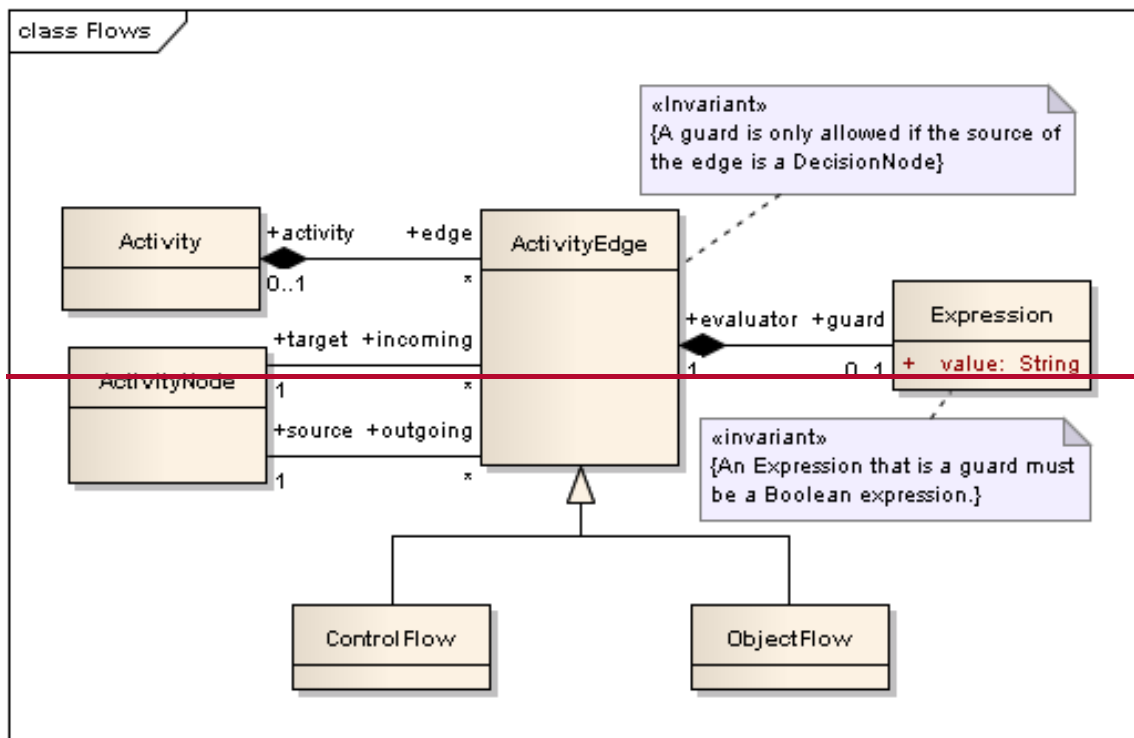 class Flows
«Invariant»
{A guard is only allowed if the source of
the edge is a DecisionNode}
Activity
+activity
+edge
0..1
*
ActivityEdge
+evaluator
+guard
1
0..1
Expression
+ value: String
ActivityNode
+target
+incoming
1
*
+source
+outgoing
1
*
«invariant»
{An Expression that is a guard must
be a Boolean expression.}
ControlFlow
ObjectFlow